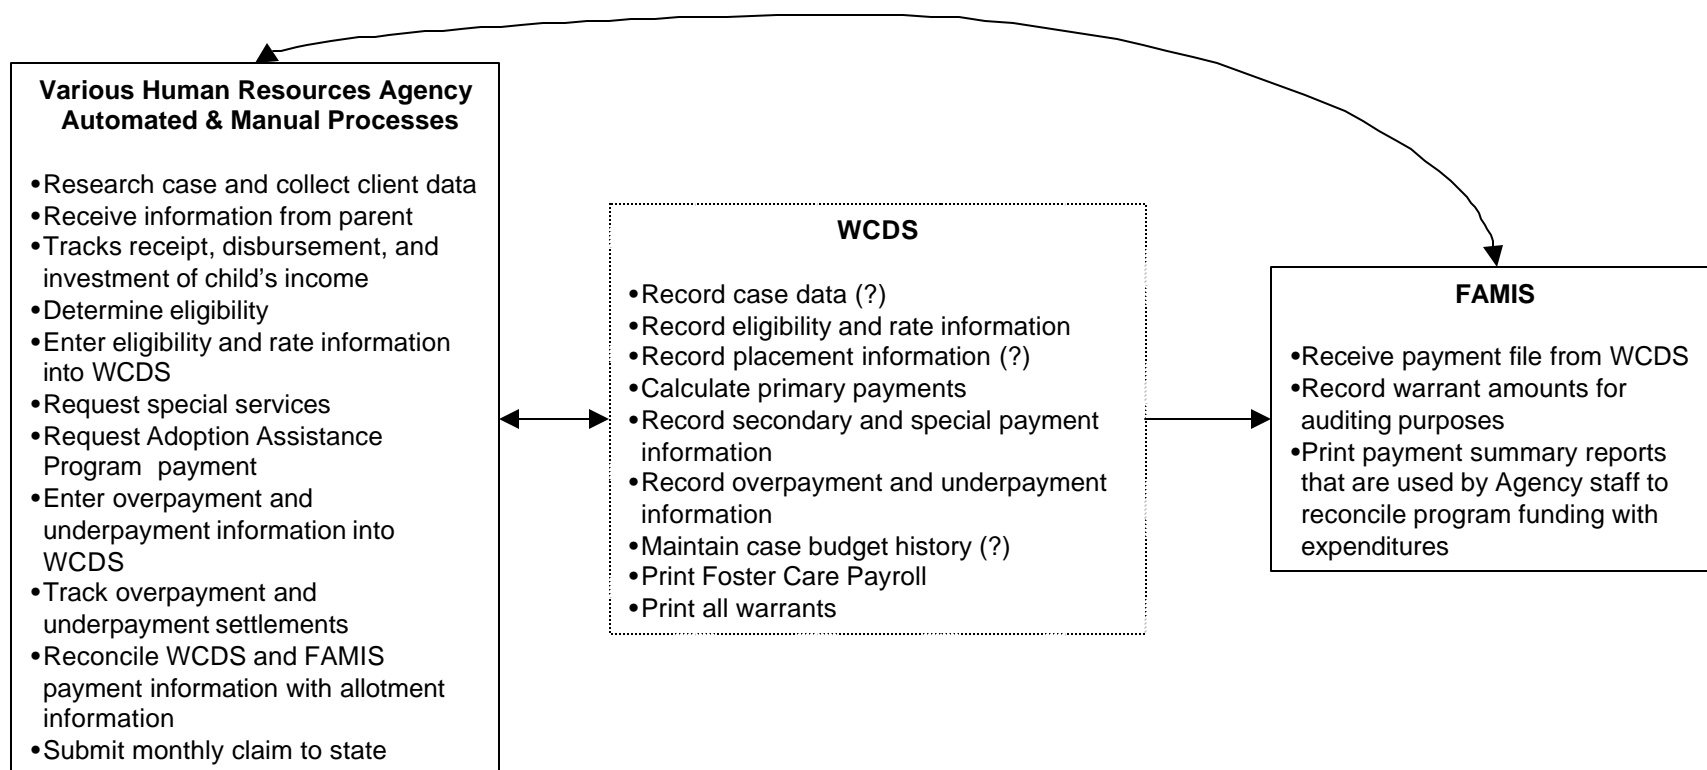 Various Human Resources Agency
Automated & Manual Processes
•Research case and collect client data
•Receive information from parent
•Tracks receipt, disbursement, and
investment of child's income
•Determine eligibility
•Enter eligibility and rate information
into WCDS
•Request special services
•Request Adoption Assistance
Program  payment
•Enter overpayment and
underpayment information into
WCDS
•Track overpayment and
underpayment settlements
•Reconcile WCDS and FAMIS
payment information with allotment
information
•Submit monthly claim to state
WCDS
•Record case data (?)
•Record eligibility and rate information
•Record placement information (?)
•Calculate primary payments
•Record secondary and special payment
information
•Record overpayment and underpayment
information
•Maintain case budget history (?)
•Print Foster Care Payroll
•Print all warrants
FAMIS
•Receive payment file from WCDS
•Record warrant amounts for
auditing purposes
•Print payment summary reports
that are used by Agency staff to
reconcile program funding with
expenditures